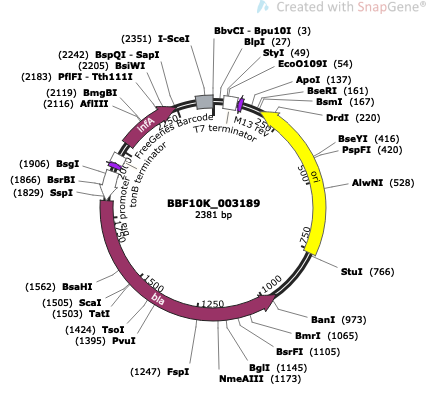 Created with SnapGene®
(2351) I-SceI
BbvCI - Bpu10I (3)
BlpI (27)
StyI (49)
EcoO109I (54)
ApoI (137)
BseRI (161)
BsmI (167)
DrdI (220)
BseYI (416)
PspFI (420)
AlwNI (528)
StuI (766)
BanI (973)
BmrI (1065)
BsrFI (1105)
BglI (1145)
NmeAIII (1173)
(1247) FspI
(1395) PvuI
(1424) TsoI
(1503) TatI
(1505) ScaI
(1562) BsaHI
(1829) SspI
(1866) BsrBI
(1906) BsgI
(2116) AflIII
(2119) BmgBI
(2183) PflFI - Tth111I
(2205) BsiWI
(2242) BspQI - SapI
infA
FreeGenes Barcode
T7 terminator
M13 rev
tonB terminator
bla promoter
ori
bla
250
500
750
1000
1250
1500
2250
BBF10K_003189
2381 bp